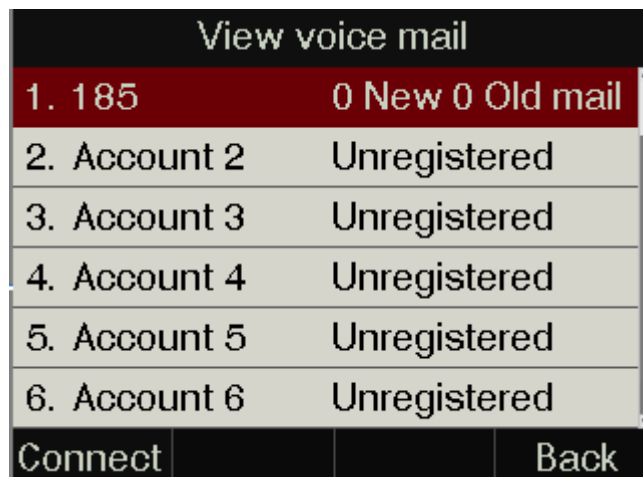 View voice mail
1. 185 0 New 0 Old mail
2. Account 2 Unregistered
3. Account 3 Unregistered
4. Account 4 Unregistered
5. Account 5 Unregistered
6. Account 6 Unregistered
Connect Back